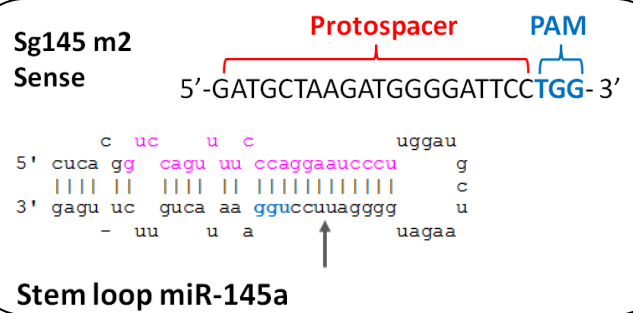 Protospacer PAM
Sg145 m2
Sense
5’-GATGCTAAGATGGGGATTCCTGG- 3’
c uc u c uggau
5' cuca gg cagu uu ccaggaaucccu g
|||| || |||| || |||||||||||| c
3' gagu uc guca aa gguccuuagggg u
– uu u a uagaa
Stem loop miR-145a